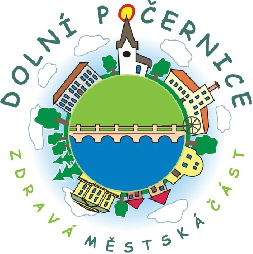 DOLNÍ POČERNICE
ZDRAVÁ MĚSTSKÁ ČÁST